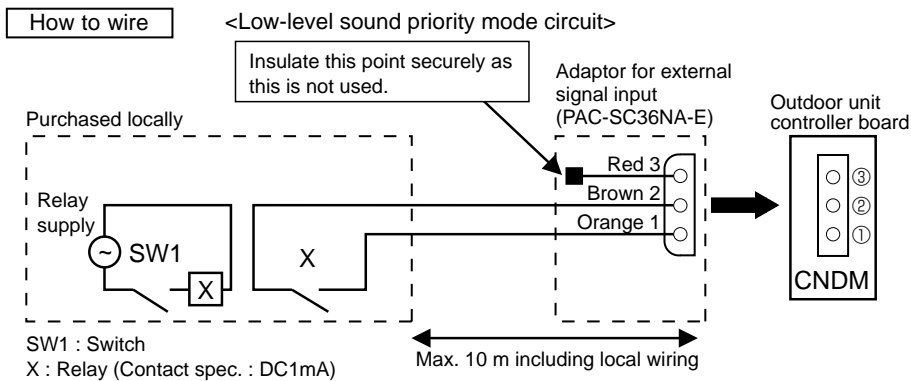 How to wire
<Low-level sound priority mode circuit>
Insulate this point securely as
this is not used.
Adaptor for external
signal input
(PAC-SC36NA-E)
Outdoor unit
controller board
Purchased locally
Red 3
Brown 2
Orange 1
③
②
①
CNDM
Relay
supply
~
SW1
X
X
SW1 : Switch
X : Relay (Contact spec. : DC1mA)
Max. 10 m including local wiring